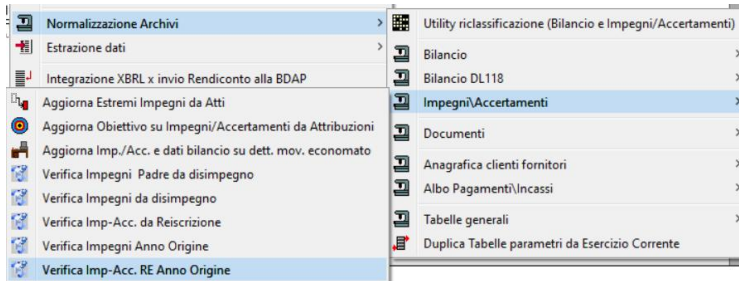 Normalizzazione Archivi
Estrazione dati
Integrazione XBRL x invio Rendiconto alla BDAP
Utility riclassificazione (Bilancio e Impegni/Accertamenti)
Bilancio
Bilancio DL118
Impegni\Accertamenti
Documenti
Anagrafica clienti fornitori
Albo Pagamenti\Incassi
Tabelle generali
Duplica Tabelle parametri da Esercizio Corrente
Aggiorna Estremi Impegni da Atti
Aggiorna Obiettivo su Impegni/Accertamenti da Attribuzioni
Aggiorna Imp./Acc. e dati bilancio su dett. mov. economato
Verifica Impegni Padre da disimpegno
Verifica Impegni da disimpegno
Verifica Imp-Acc. da Reiscrizione
Verifica Impegni Anno Origine
Verifica Imp-Acc. RE Anno Origine